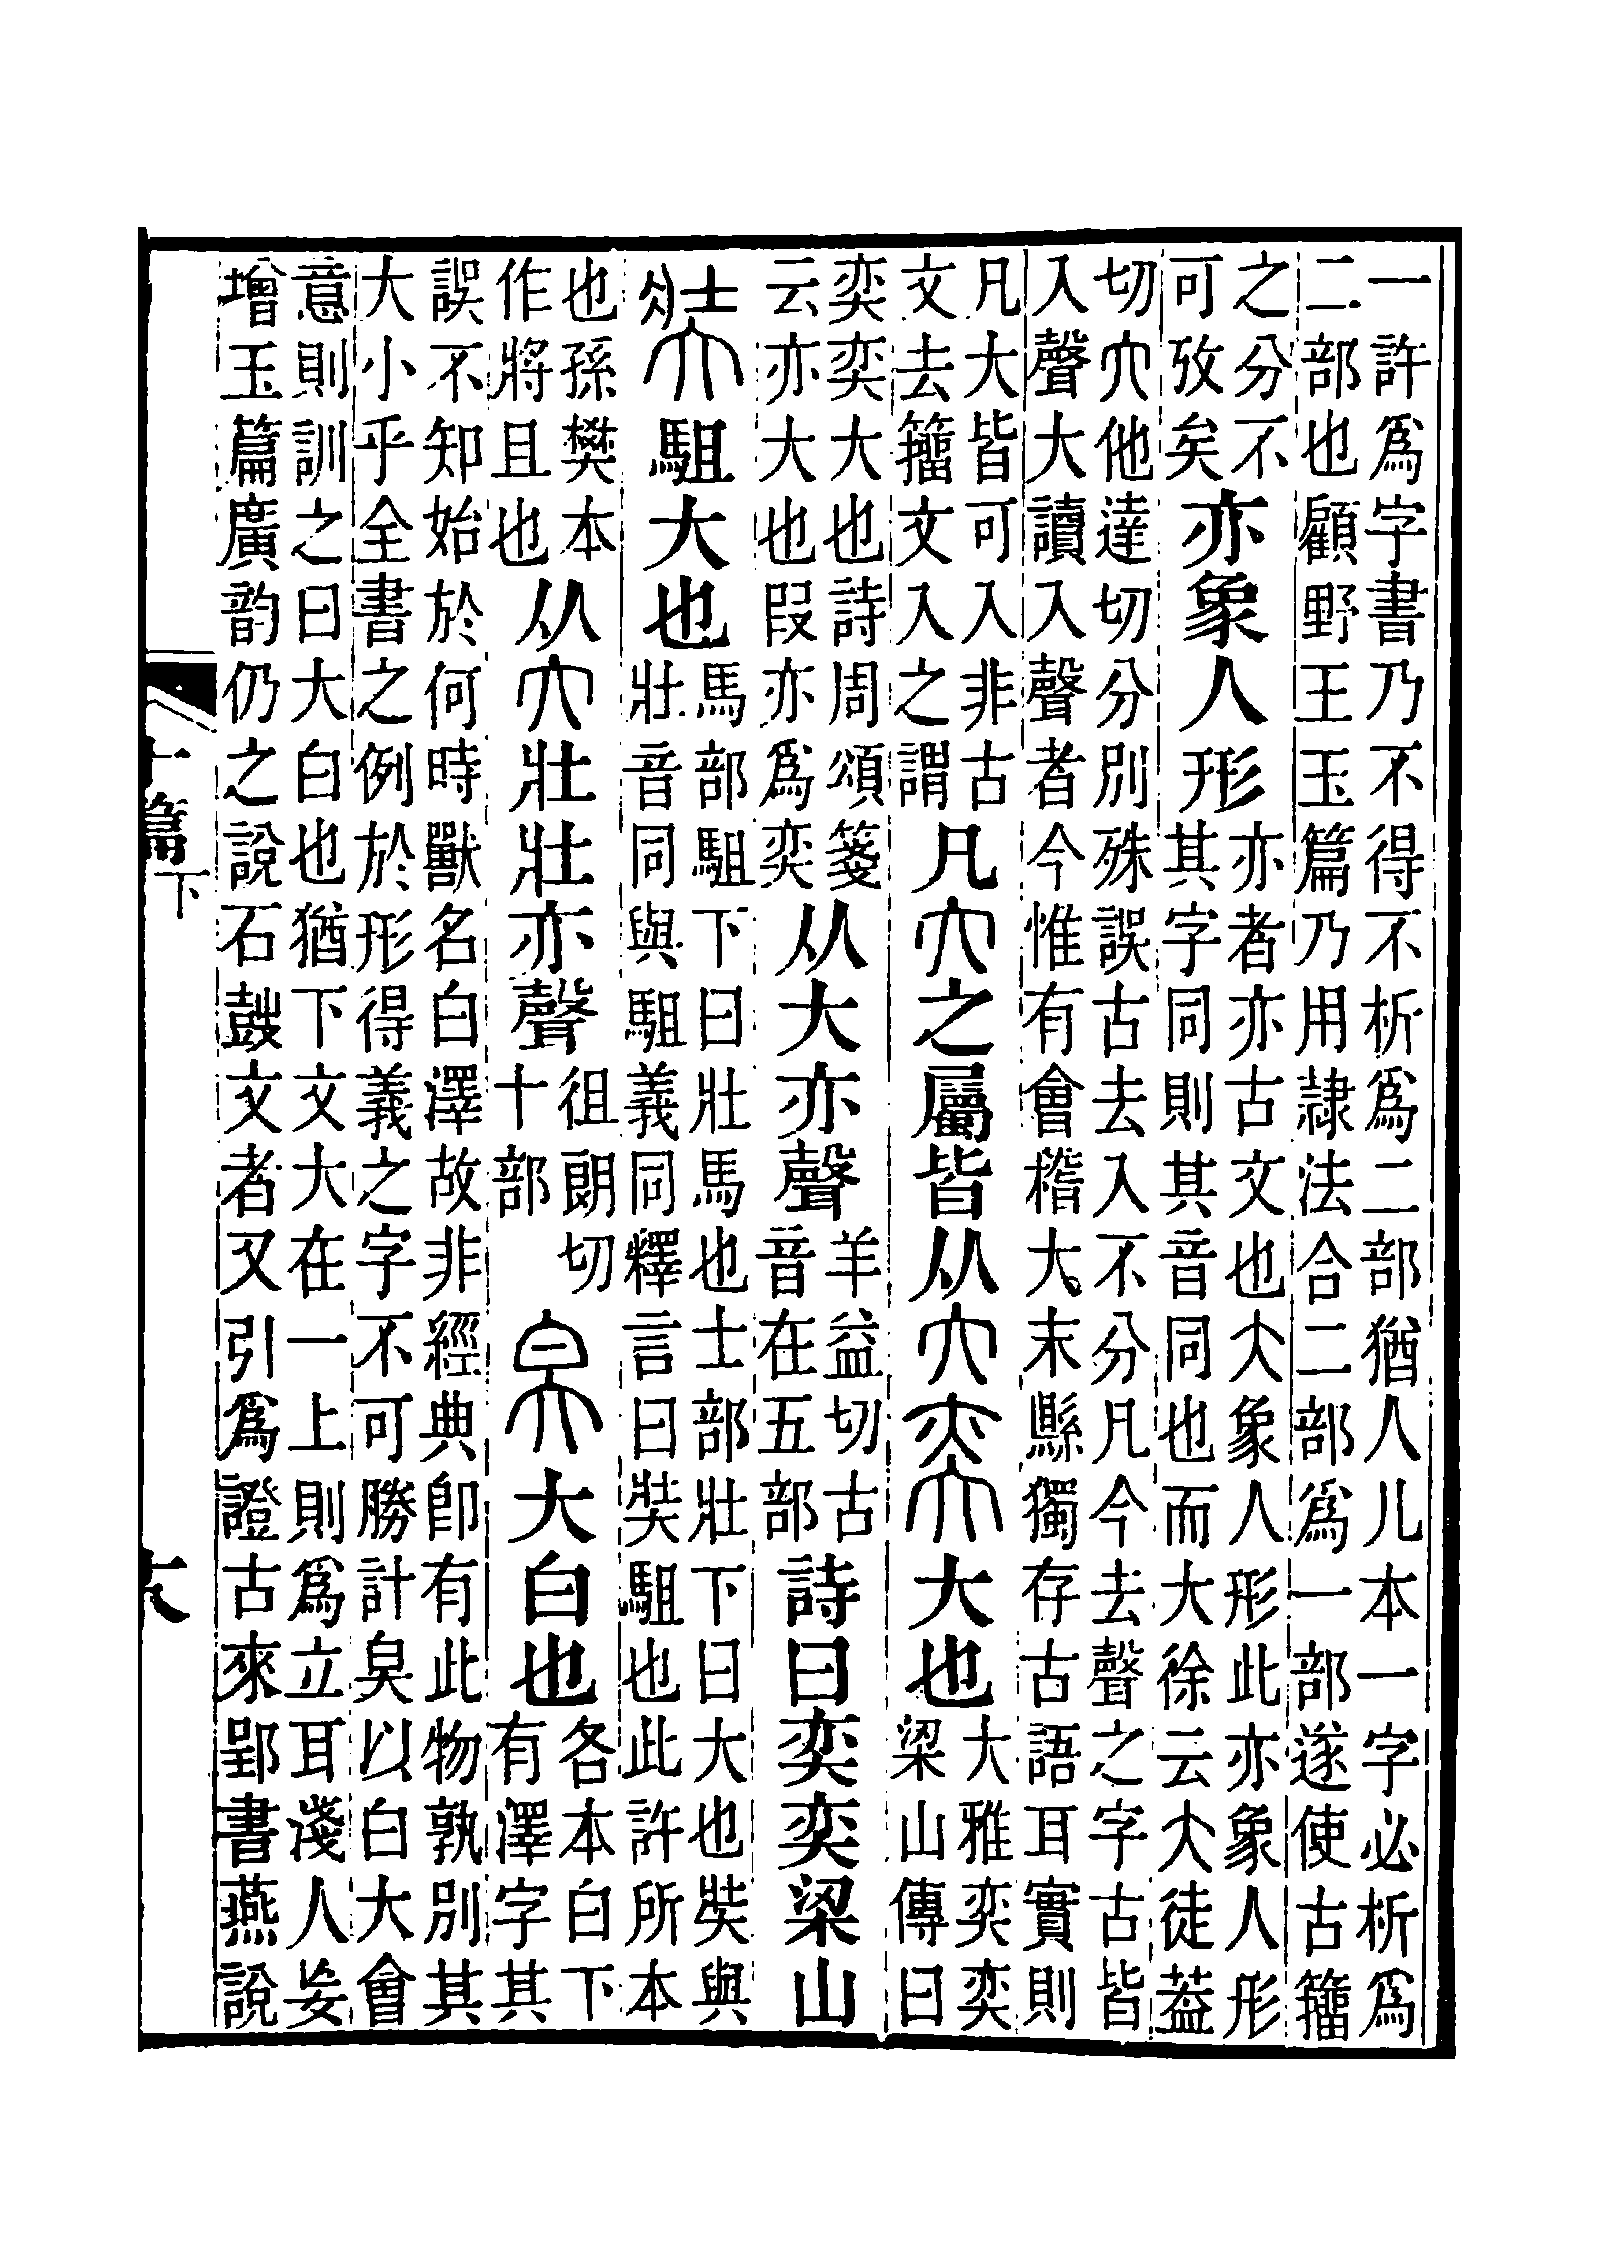 一許爲字書乃不得不析爲二部猶人儿本一字必析爲
二部也顧野王玉篇乃用隷法合二部爲一部遂使古籒
之分不
可攷矣
亦象人形
亦者亦古文也大象人形此亦象人形
其字同則其音同也而大徐云大徒葢
切亣他達切分別殊誤古去入不分凡今去聲之字古皆
入聲大讀入聲者今惟有會稽大末縣獨存古語耳實則
凡大皆可入非古
文去籒文入之謂
凡亣之屬皆从亣
奕大也
大雅奕奕
梁山傳曰
奕奕大也詩周頌箋
云亦大也叚亦爲奕
从大亦聲
羊益切古
音在五部
詩曰奕奕梁山
奘駔大也
馬部駔下曰壯馬也士部壯下曰大也奘與
壯音同與駔義同釋言曰奘駔也此許所本
也孫樊本
作將且也
从亣壯壯亦聲
徂朗切
十部
㚖大白也
各本白下
有澤字其
誤不知始於何時獸名白澤故非經典卽有此物孰別其
大小乎全書之例於形得義之字不可勝計㚖以白大會
意則訓之曰大白也猶下文大在一上則爲立耳淺人妄
增玉篇廣韵仍之說石鼓文者又引爲證古來郢書燕說
十篇下